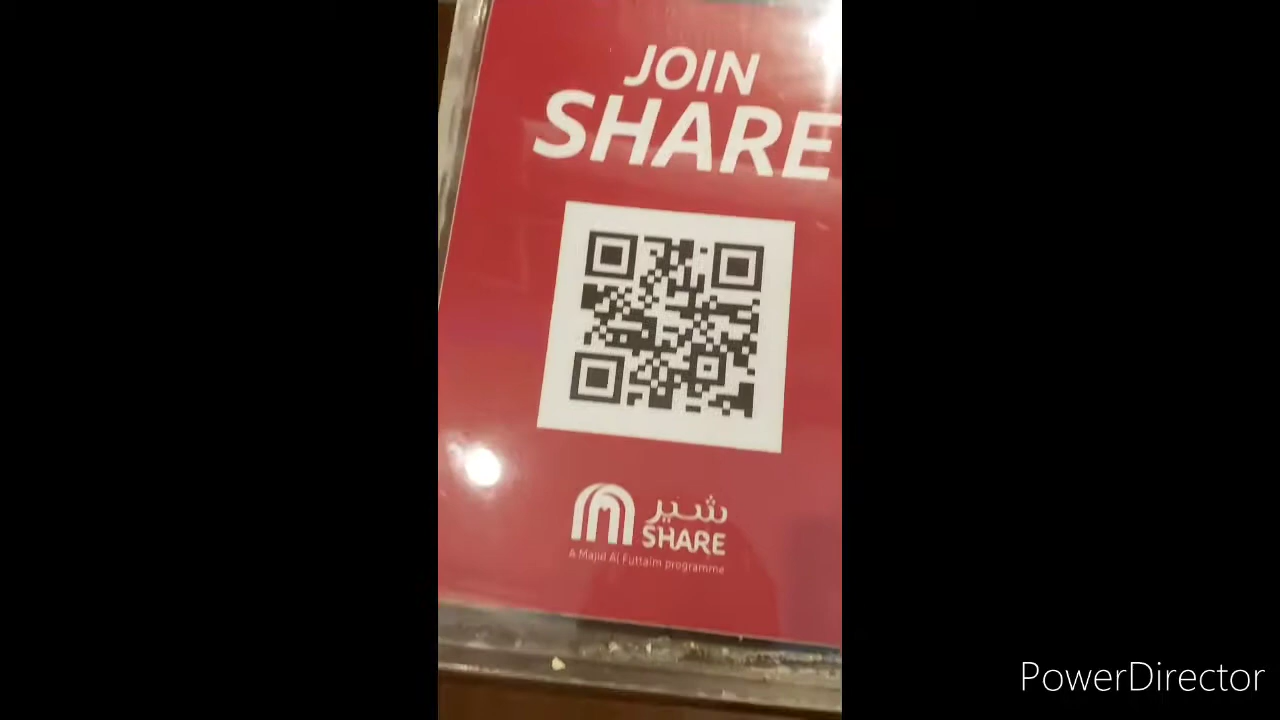 JOIN
SHARE
شير
SHARE
A Majid Al Futtaim programme
PowerDirector